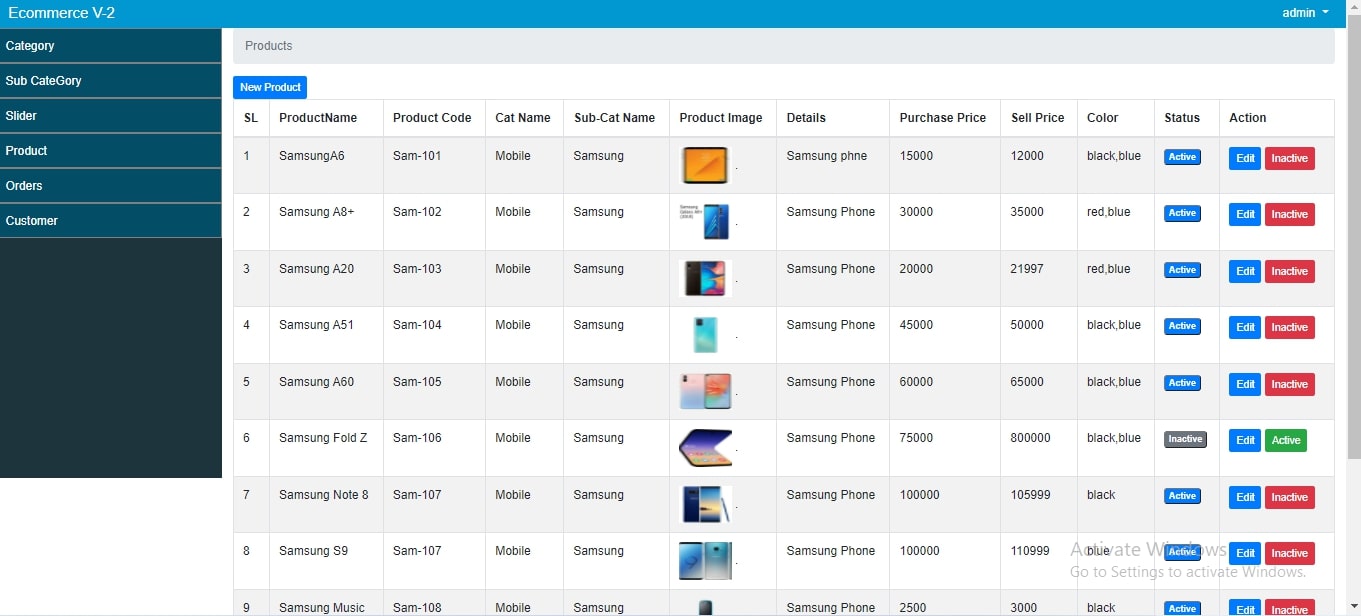 Ecommerce V-2 admin
Category
Sub CateGory
Slider
Product
Orders
Customer
Products
New Product
SL ProductName Product Code Cat Name Sub-Cat Name Product Image Details Purchase Price Sell Price Color Status Action
1 SamsungA6 Sam-101 Mobile Samsung . Samsung phne 15000 12000 black,blue Active Edit Inactive
2 Samsung A8+ Sam-102 Mobile Samsung . Samsung Phone 30000 35000 red,blue Active Edit Inactive
3 Samsung A20 Sam-103 Mobile Samsung . Samsung Phone 20000 21997 red,blue Active Edit Inactive
4 Samsung A51 Sam-104 Mobile Samsung . Samsung Phone 45000 50000 black,blue Active Edit Inactive
5 Samsung A60 Sam-105 Mobile Samsung . Samsung Phone 60000 65000 black,blue Active Edit Inactive
6 Samsung Fold Z Sam-106 Mobile Samsung . Samsung Phone 75000 800000 black,blue Inactive Edit Active
7 Samsung Note 8 Sam-107 Mobile Samsung . Samsung Phone 100000 105999 black Active Edit Inactive
8 Samsung S9 Sam-107 Mobile Samsung . Samsung Phone 100000 110999 blue Active Edit Inactive
Activate Windows
Go to Settings to activate Windows.
9 Samsung Music Sam-108 Mobile Samsung Samsung Phone 2500 3000 black Active Edit Inactive